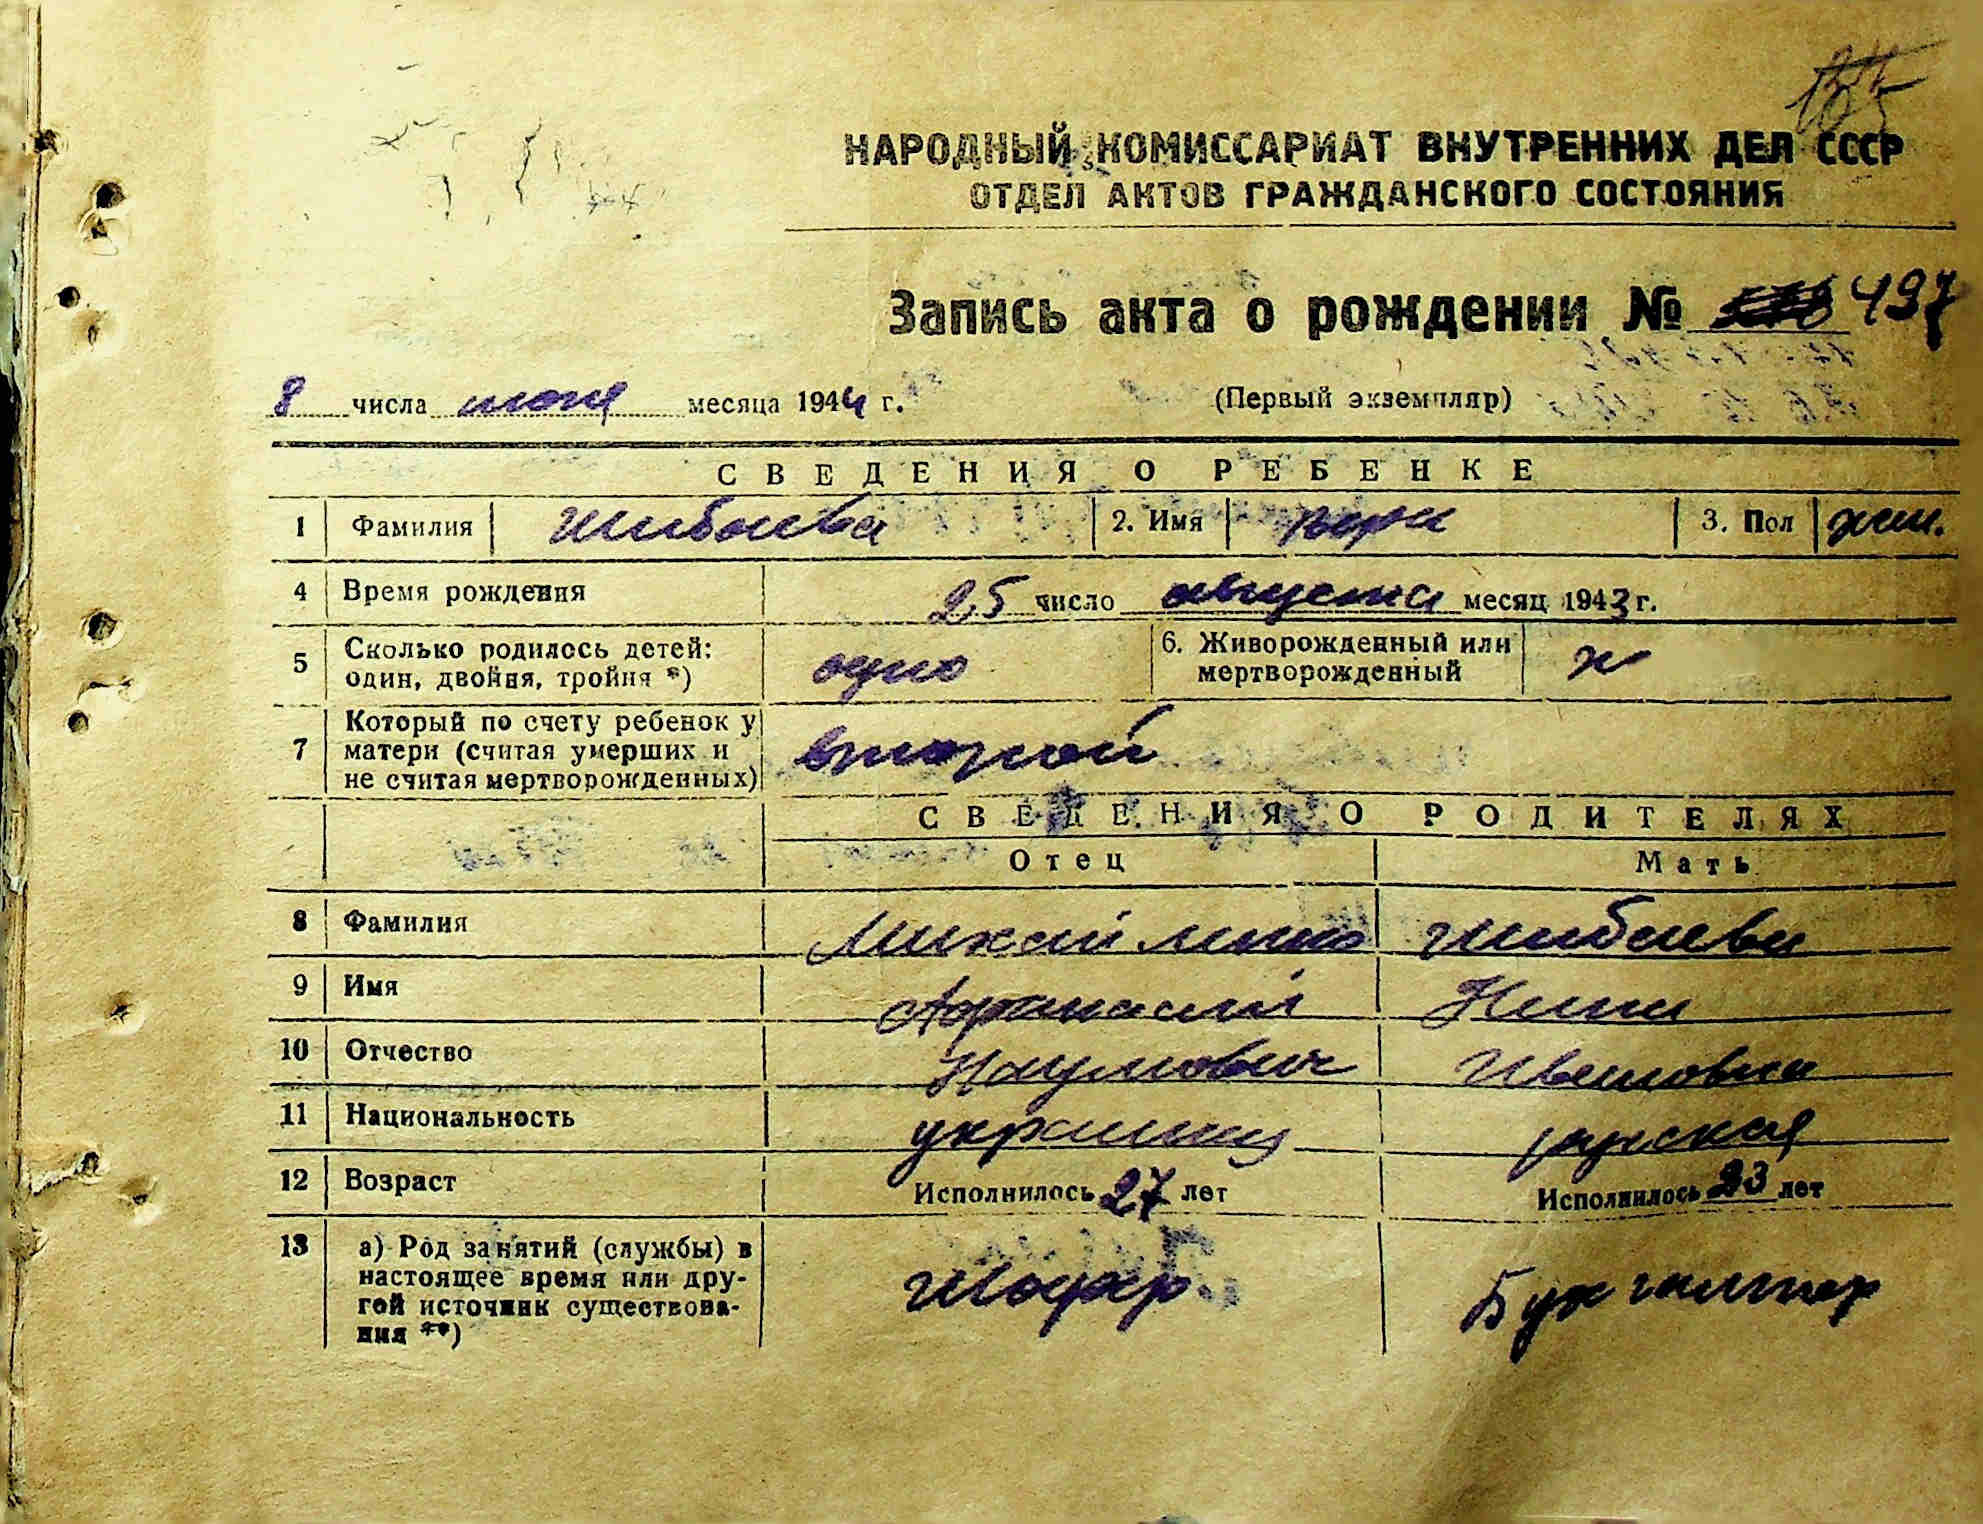 НАРОДНЫЙ КОМИССАРИАТ ВНУТРЕННИХ ДЕЛ СССР
ОТДЕЛ АКТОВ ГРАЖДАНСКОГО СОСТОЯНИЯ
Запись акта о рождении № 497
8 числа июня месяца 1944 г. (Первый экземпляр)
СВЕДЕНИЯ О РЕБЕНКЕ
1 Фамилия Шибаева 2. Имя 3. Пол жен.
4 Время рождения 25 число августа месяц 1943 г.
5 Сколько родилось детей: один, двойня, тройня *) одно 6. Живорожденный или мертворожденный ж
7 Который по счету ребенок у матери (считая умерших и не считая мертворожденных) второй
СВЕДЕНИЯ О РОДИТЕЛЯХ
Отец Мать
8 Фамилия Михайленко Шибаева
9 Имя Афанасий Нина
10 Отчество Наумович Ивановна
11 Национальность украинец русская
12 Возраст Исполнилось 27 лет Исполнилось 23 лет
13 а) Род занятий (службы) в настоящее время или дру-
гой источник существова-
ния **) Шофер Бухгалтер